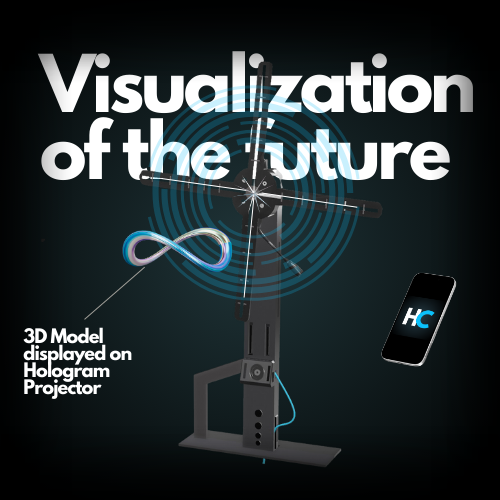 Visualization
of the future
HC
3D Model
displayed on
Hologram
Projector